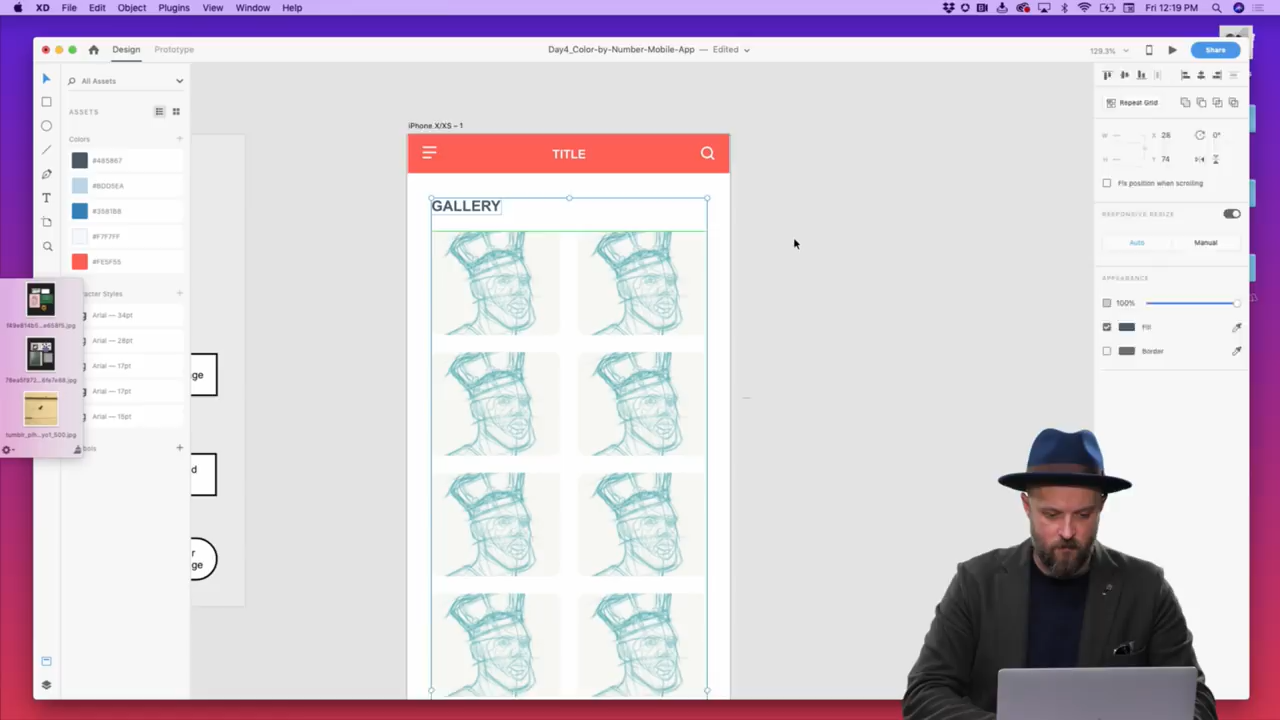 XD File Edit Object Plugins View Window Help
Fri 12:19 PM
Design Prototype
Day4_Color-by-Number-Mobile-App — Edited
129.3%
Share
All Assets
ASSETS
Colors
#485867
#BDD5EA
#3581B8
#F7F7FF
#FE5F55
Character Styles
Arial — 34pt
Arial — 28pt
Arial — 17pt
Arial — 17pt
Arial — 15pt
iPhone X/XS – 1
TITLE
GALLERY
Repeat Grid
W X 28 0°
H Y 74
Fix position when scrolling
RESPONSIVE RESIZE
Auto Manual
APPEARANCE
100%
Fill
Border